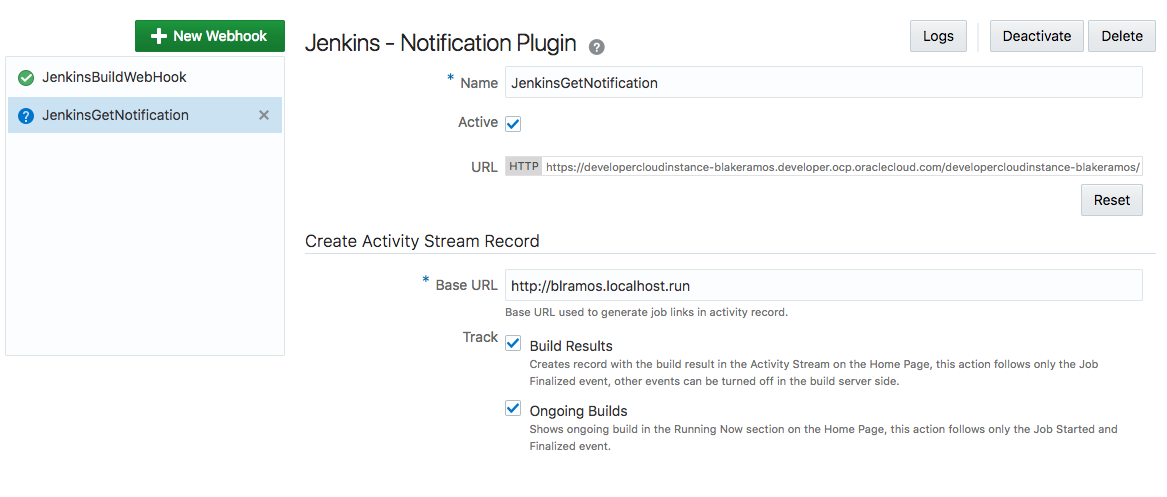 New Webhook
JenkinsBuildWebHook
JenkinsGetNotification
Jenkins - Notification Plugin ?
Logs
Deactivate
Delete
* Name JenkinsGetNotification
Active
URL HTTP https://developercloudinstance-blakeramos.developer.ocp.oraclecloud.com/developercloudinstance-blakeramos/
Reset
Create Activity Stream Record
* Base URL http://blramos.localhost.run
Base URL used to generate job links in activity record.
Track Build Results
Creates record with the build result in the Activity Stream on the Home Page, this action follows only the Job
Finalized event, other events can be turned off in the build server side.
Ongoing Builds
Shows ongoing build in the Running Now section on the Home Page, this action follows only the Job Started and
Finalized event.